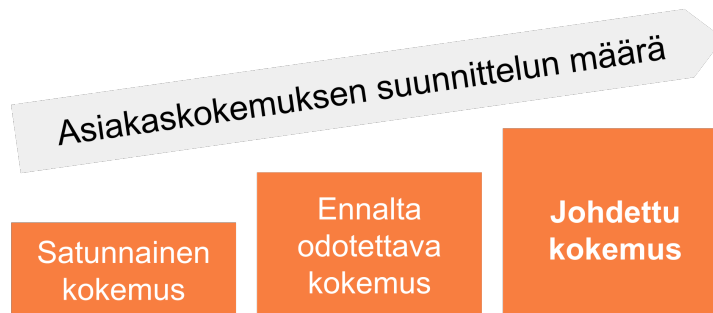 Asiakaskokemuksen suunnittelun määrä
Satunnainen
kokemus
Ennalta
odotettava
kokemus
Johdettu
kokemus